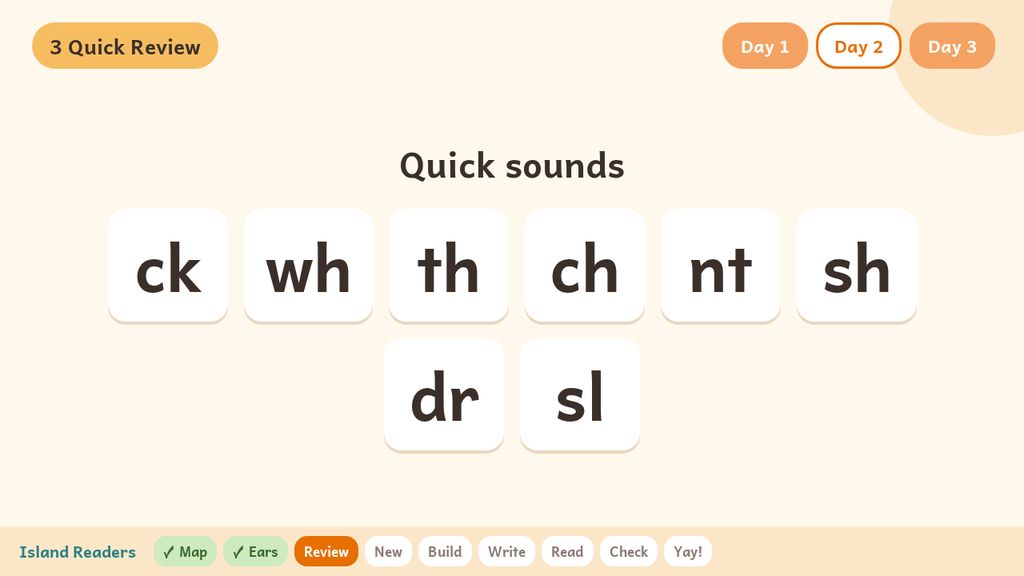 3 Quick Review
Day 1 Day 2 Day 3
Quick sounds
ck wh th ch nt sh
dr sl
Island Readers ✓ Map ✓ Ears Review New Build Write Read Check Yay!